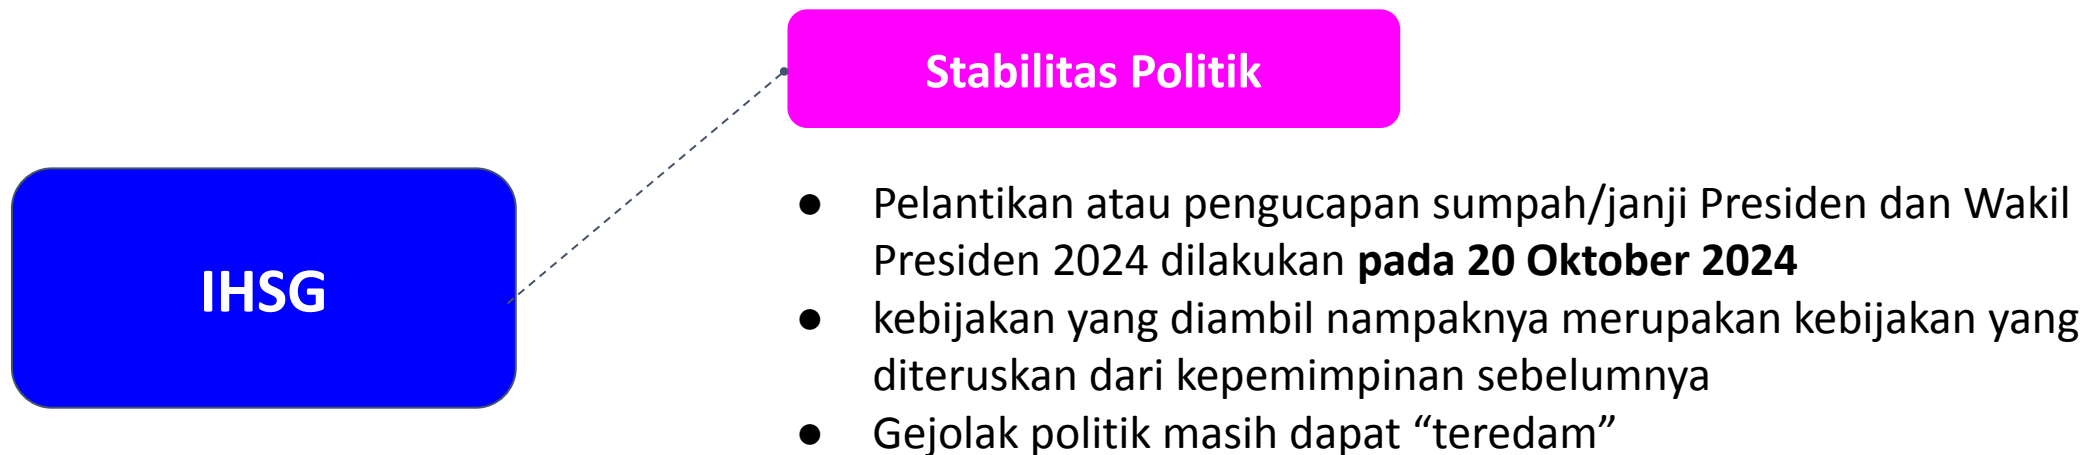 Stabilitas Politik
IHSG
● Pelantikan atau pengucapan sumpah/janji Presiden dan Wakil
Presiden 2024 dilakukan pada 20 Oktober 2024
● kebijakan yang diambil nampaknya merupakan kebijakan yang
diteruskan dari kepemimpinan sebelumnya
● Gejolak politik masih dapat “teredam”